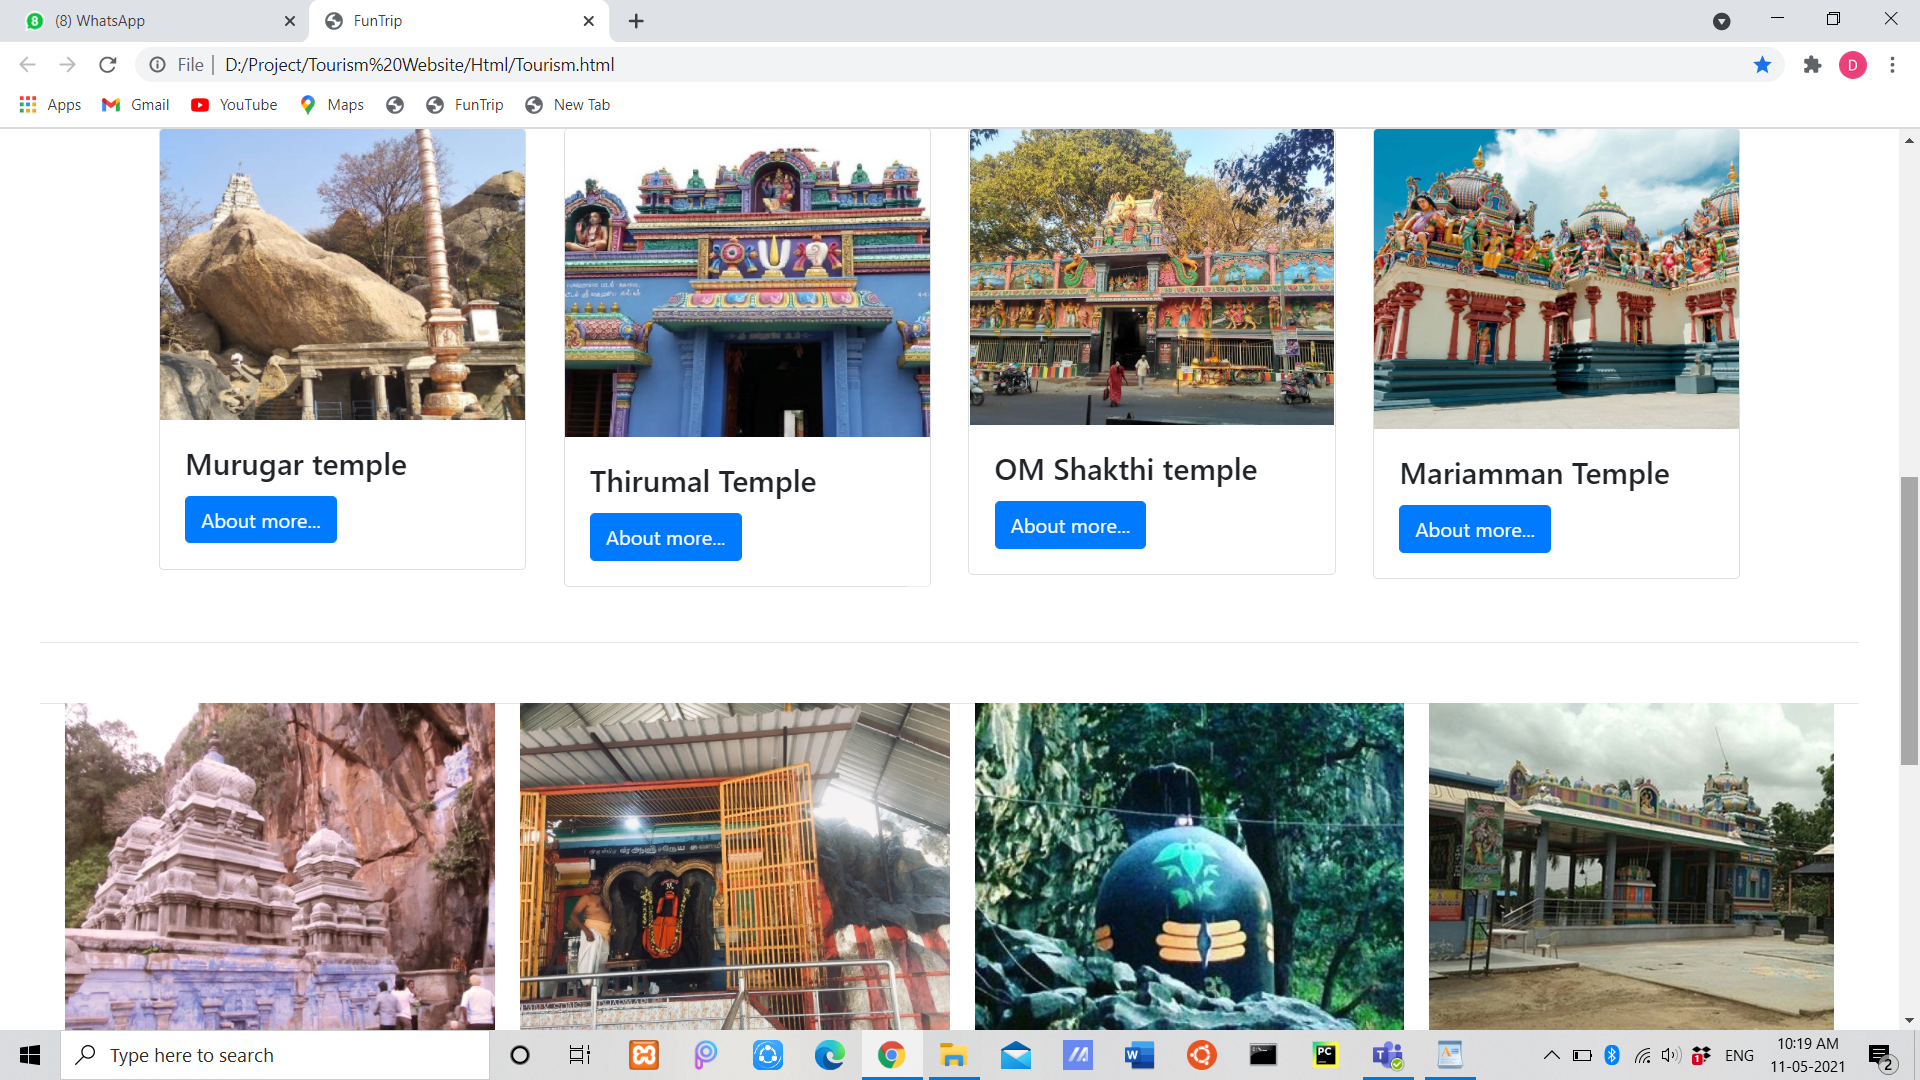 (8) WhatsApp
FunTrip
File | D:/Project/Tourism%20Website/Html/Tourism.html
D
Apps
Gmail
YouTube
Maps
FunTrip
New Tab
Murugar temple
About more...
Thirumal Temple
About more...
OM Shakthi temple
About more...
Mariamman Temple
About more...
Type here to search
ENG
10:19 AM
11-05-2021
2